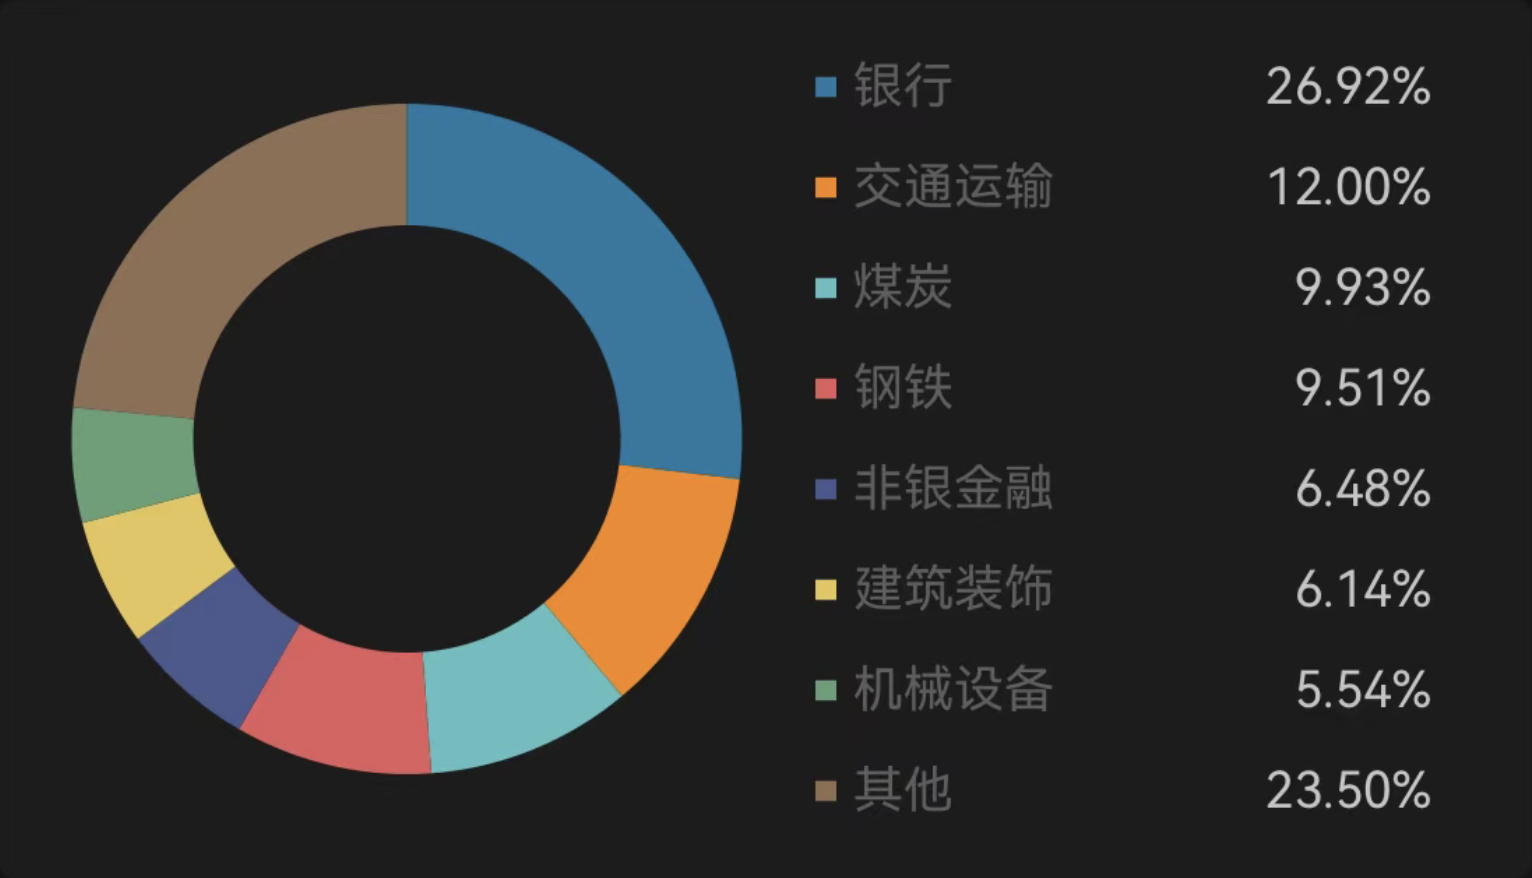 银行 26.92%
交通运输 12.00%
煤炭 9.93%
钢铁 9.51%
非银金融 6.48%
建筑装饰 6.14%
机械设备 5.54%
其他 23.50%